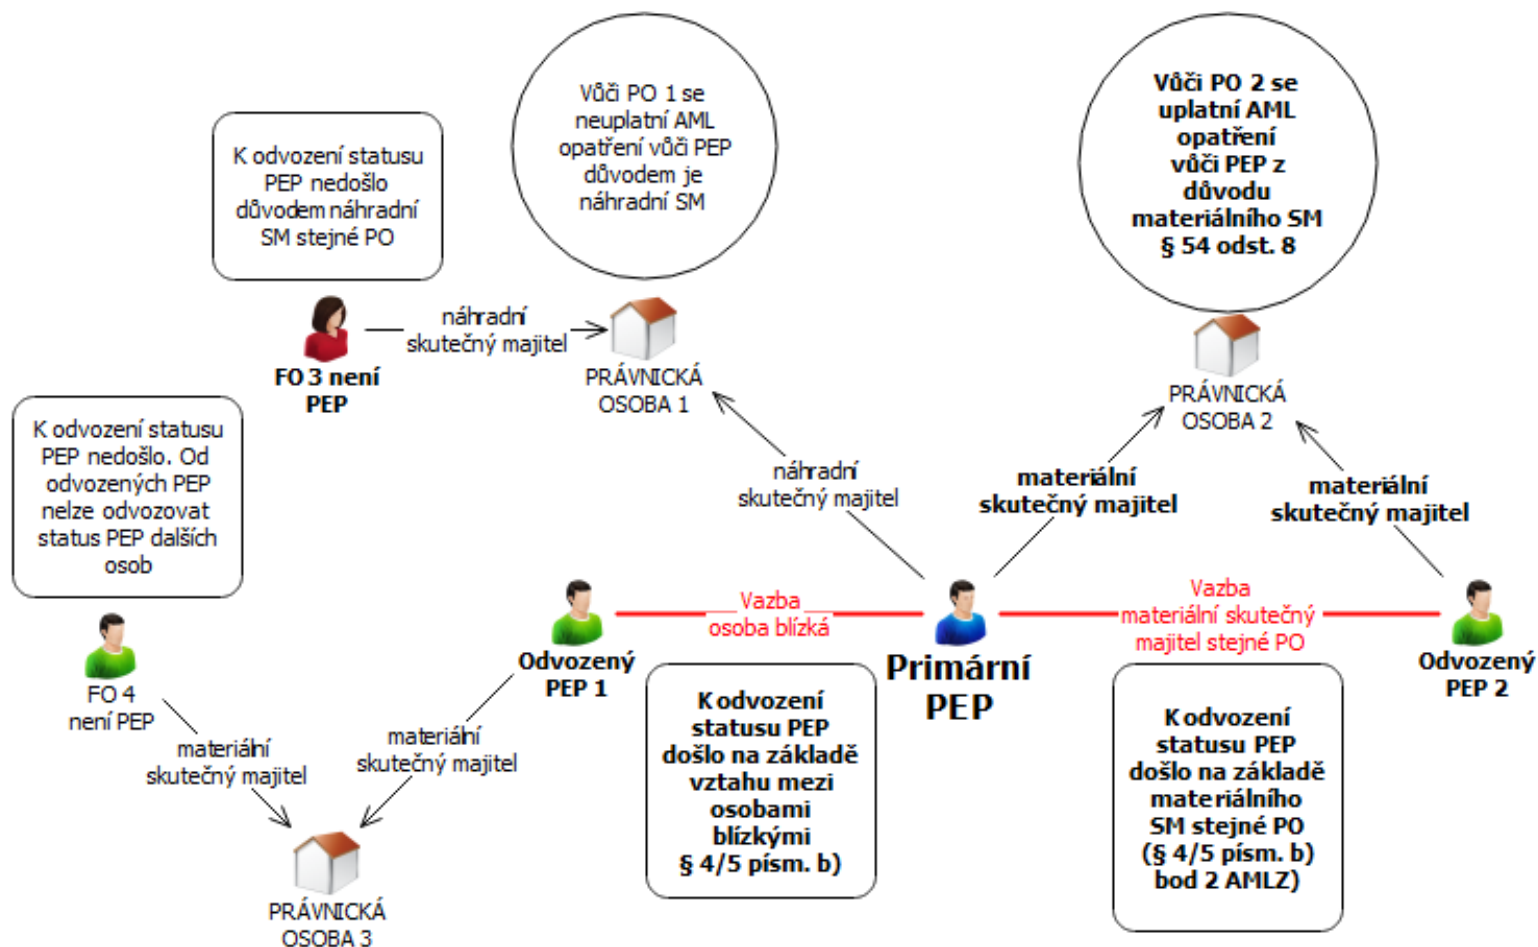 Vůči PO 1 se
neuplatní AML
opatření vůči PEP
důvodem je
náhradní SM
Vůči PO 2 se
uplatní AML
opatření
vůči PEP z
důvodu
materiálního SM
§ 54 odst. 8
K odvození statusu
PEP nedošlo
důvodem náhradní
SM stejné PO
náhradní
skutečný majitel
FO 3 není
PEP
PRÁVNICKÁ
OSOBA 1
PRÁVNICKÁ
OSOBA 2
K odvození statusu
PEP nedošlo. Od
odvozených PEP
nelze odvozovat
status PEP dalších
osob
náhradní
skutečný majitel
materiální
skutečný majitel
materiální
skutečný majitel
Vazba
osoba blízká
Vazba
materiální skutečný
majitel stejné PO
FO 4
není PEP
Odvozený
PEP 1
Primární
PEP
Odvozený
PEP 2
materiální
skutečný majitel
materiální
skutečný majitel
K odvození
statusu PEP
došlo na základě
vztahu mezi
osobami
blízkými
§ 4/5 písm. b)
K odvození
statusu PEP
došlo na základě
materiálního
SM stejné PO
(§ 4/5 písm. b)
bod 2 AMLZ)
PRÁVNICKÁ
OSOBA 3